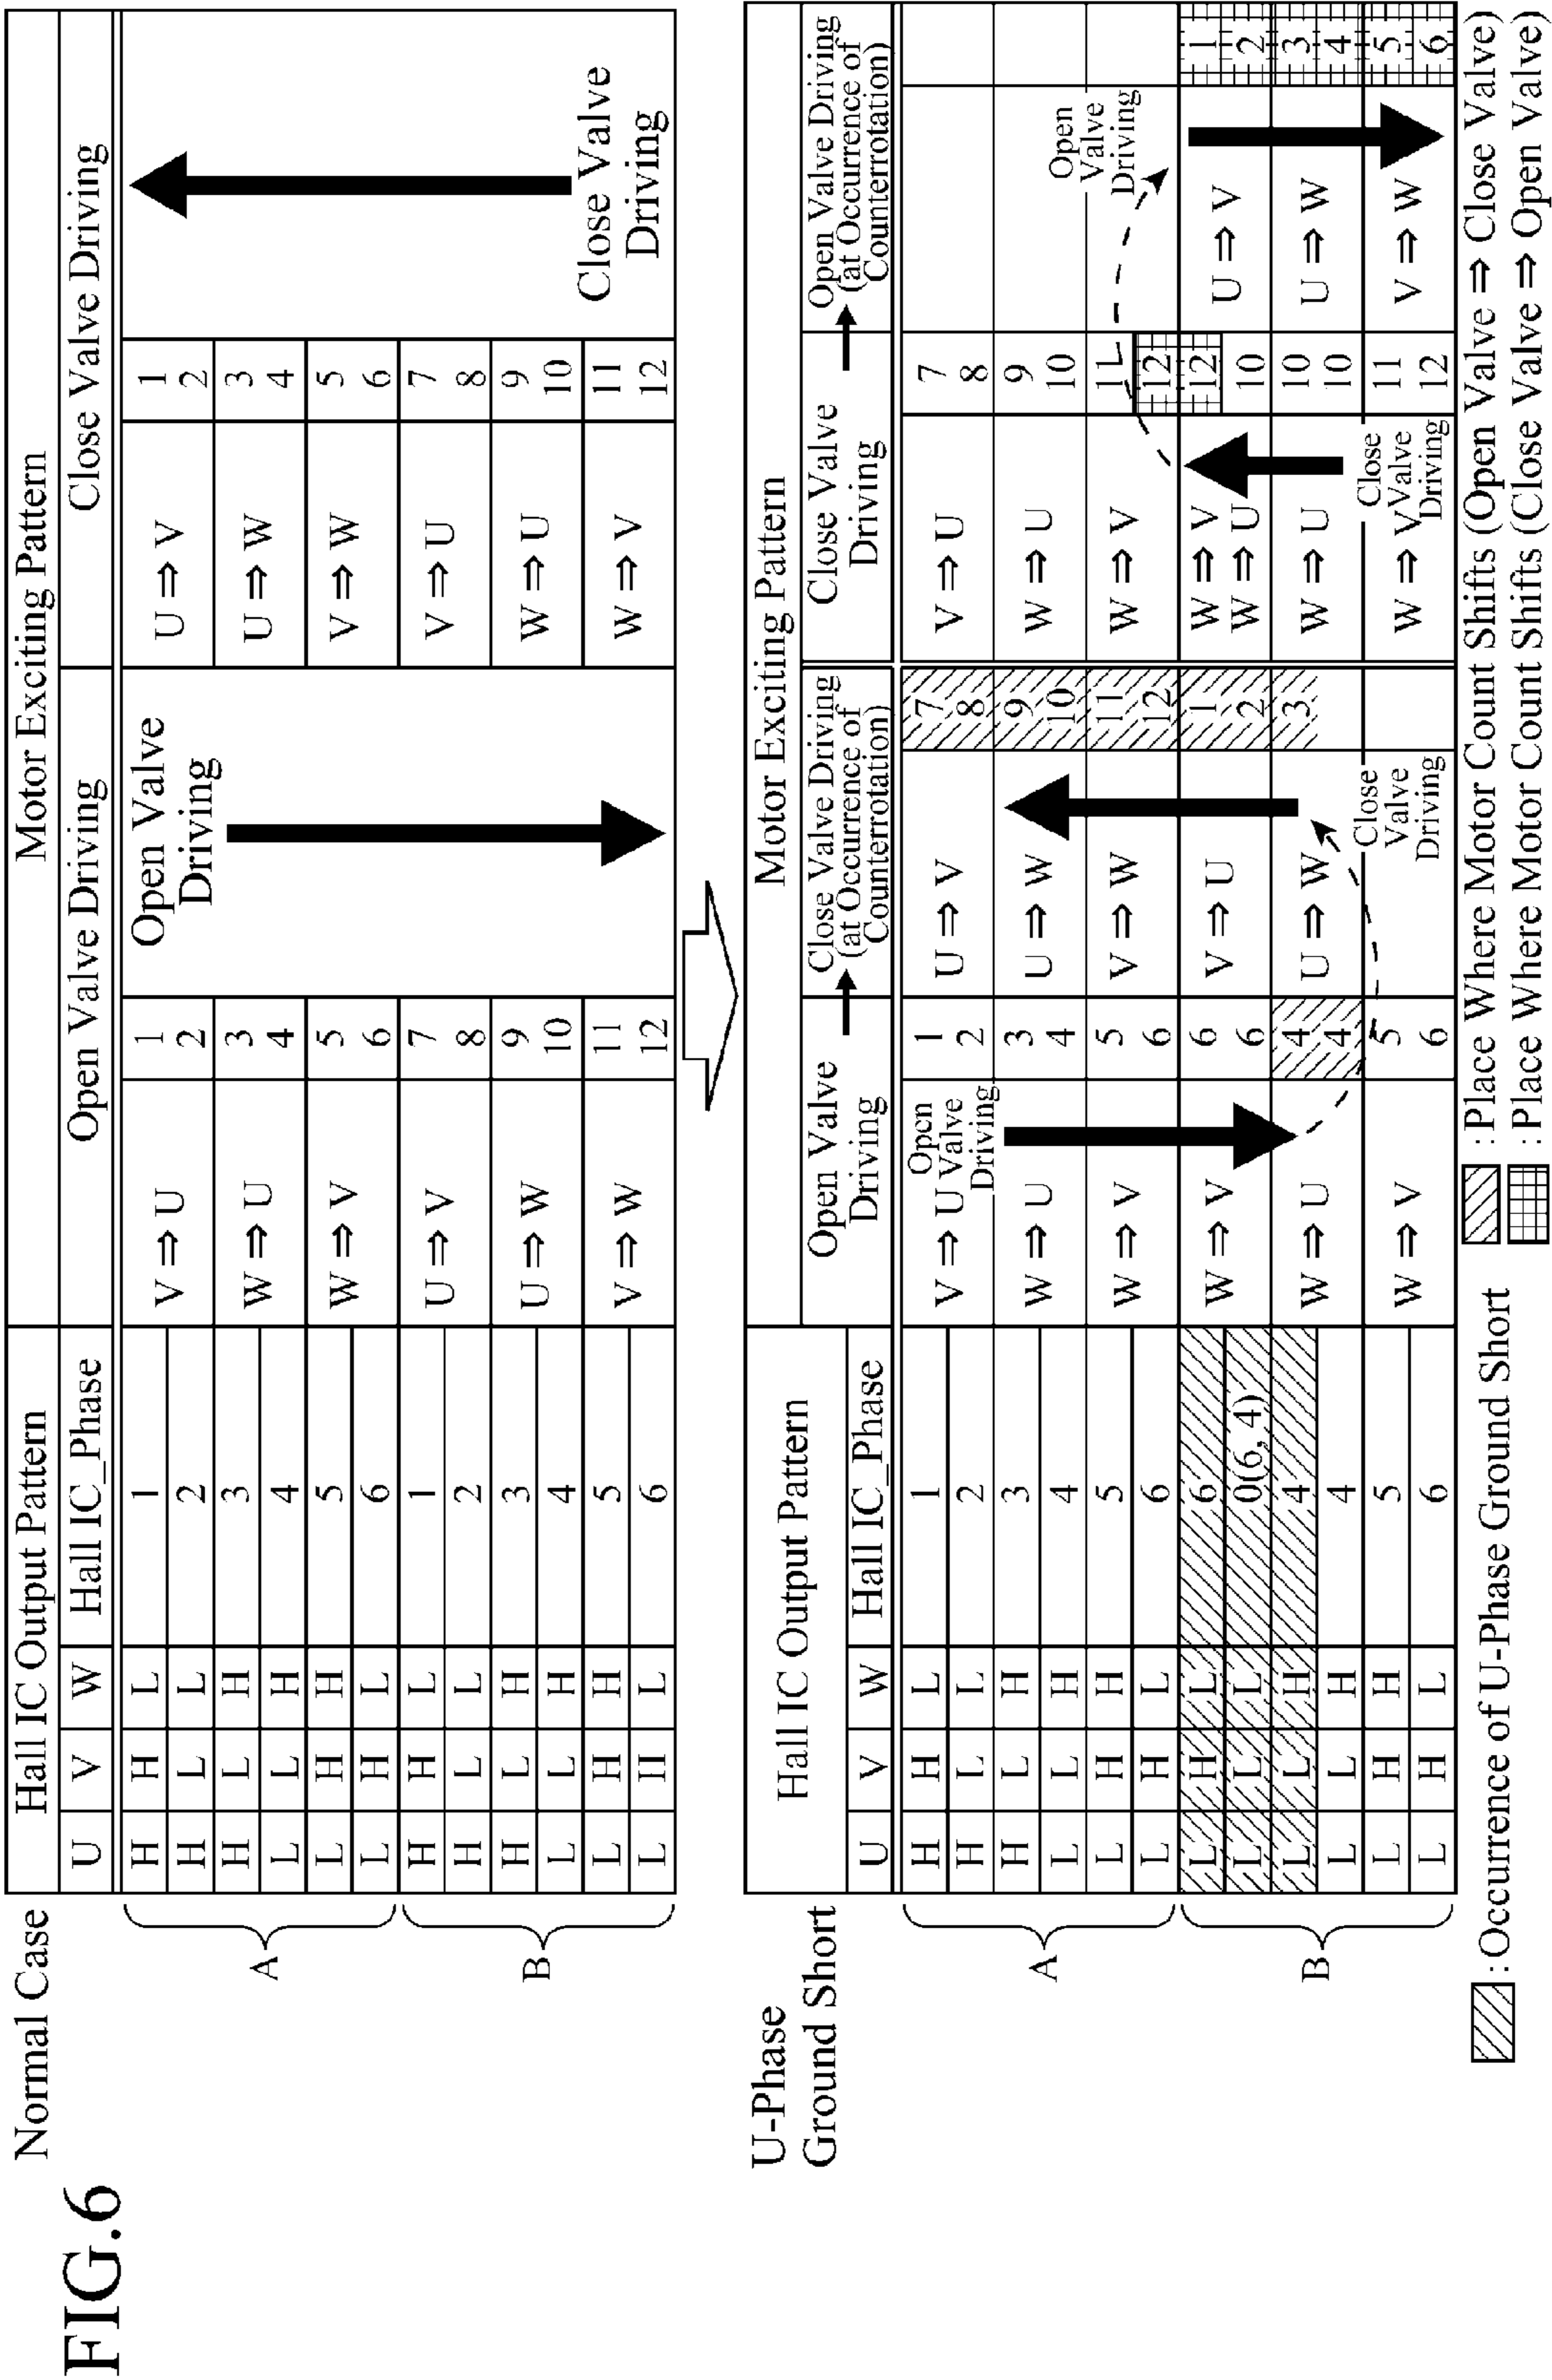 FIG.6
Normal Case
Hall IC Output Pattern | Motor Exciting Pattern
U | V | W | Hall IC_Phase | Open Valve Driving | Close Valve Driving
A
H | H | L | 1 | V ⇒ U | 1 | U ⇒ V | 1
H | L | L | 2 | 2 | 2
H | L | H | 3 | W ⇒ U | 3 | U ⇒ W | 3
L | L | H | 4 | 4 | 4
L | H | H | 5 | W ⇒ V | 5 | V ⇒ W | 5
L | H | L | 6 | 6 | 6
B
H | H | L | 1 | U ⇒ V | 7 | V ⇒ U | 7
H | L | L | 2 | 8 | 8
H | L | H | 3 | U ⇒ W | 9 | W ⇒ U | 9
L | L | H | 4 | 10 | 10
L | H | H | 5 | V ⇒ W | 11 | W ⇒ V | 11
L | H | L | 6 | 12 | 12
Open Valve
Driving
Close Valve
Driving
U-Phase
Ground Short
Hall IC Output Pattern | Motor Exciting Pattern
U | V | W | Hall IC_Phase | Open Valve Driving | Close Valve Driving (at Occurrence of Counterrotation) | Close Valve Driving | Open Valve Driving (at Occurrence of Counterrotation)
A
H | H | L | 1 | V ⇒ U | 1 | U ⇒ V | 7 | V ⇒ U | 7
H | L | L | 2 | 2 | 8 | 8
H | L | H | 3 | W ⇒ U | 3 | U ⇒ W | 9 | W ⇒ U | 9
L | L | H | 4 | 4 | 10 | 10
L | H | H | 5 | W ⇒ V | 5 | V ⇒ W | 11 | W ⇒ V | 11
L | H | L | 6 | 6 | 12 | 12
B
L | H | L | 6 | W ⇒ V | 6 | V ⇒ U | 1 | W ⇒ V | 12 | U ⇒ V | 1
L | L | L | 0(6, 4) | 6 | 2 | W ⇒ U | 10 | 2
L | L | H | 4 | W ⇒ U | 4 | U ⇒ W | 3 | W ⇒ U | 10 | U ⇒ W | 3
L | L | H | 4 | 4 | 10 | 4
L | H | H | 5 | W ⇒ V | 5 | W ⇒ V | 11 | V ⇒ W | 5
L | H | L | 6 | 6 | 12 | 6
Open
Valve
Driving
Close
Valve
Driving
Close
Valve
Driving
Open
Valve
Driving
:Occurrence of U-Phase Ground Short
:Place Where Motor Count Shifts (Open Valve ⇒ Close Valve)
:Place Where Motor Count Shifts (Close Valve ⇒ Open Valve)